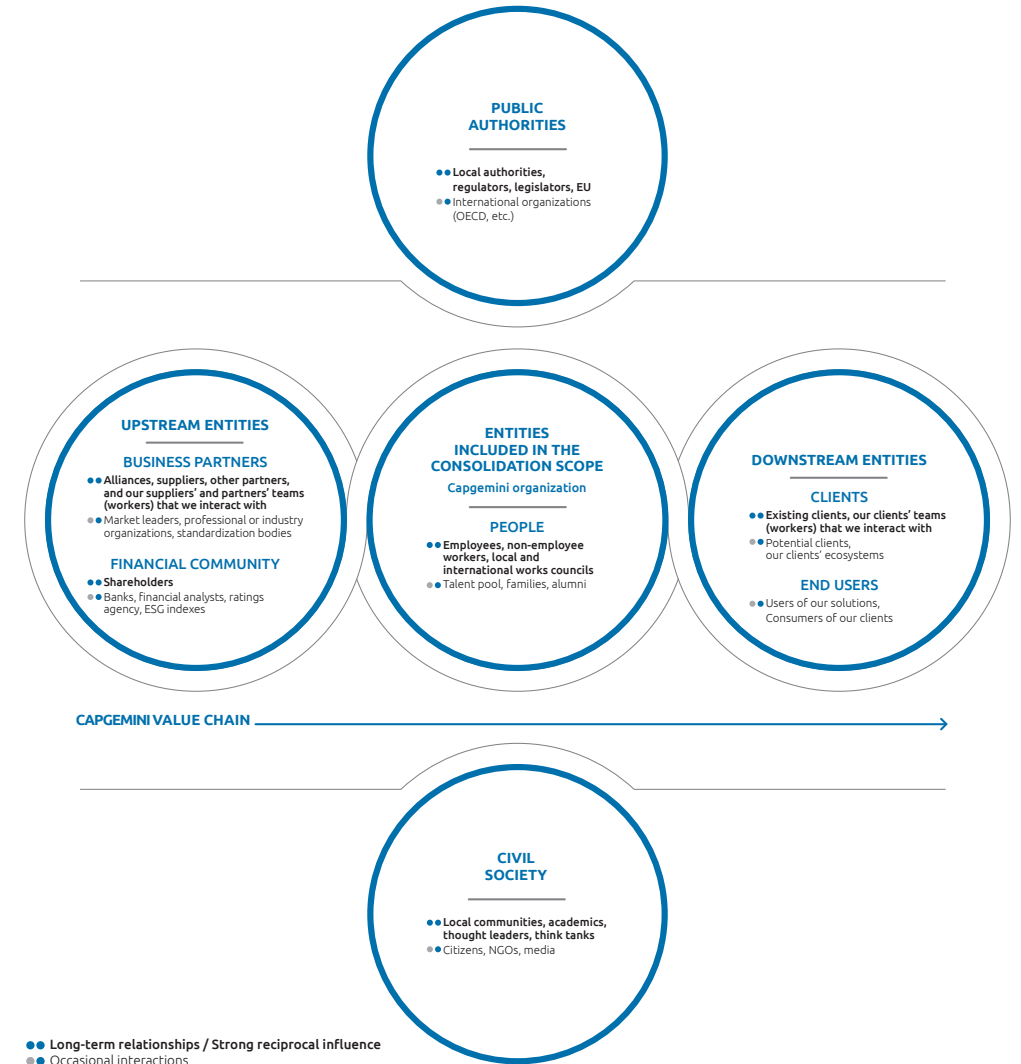 PUBLIC
AUTHORITIES
Local authorities,
regulators, legislators, EU
International organizations
(OECD, etc.)
UPSTREAM ENTITIES
BUSINESS PARTNERS
Alliances, suppliers, other partners,
and our suppliers’ and partners’ teams
(workers) that we interact with
Market leaders, professional or industry
organizations, standardization bodies
FINANCIAL COMMUNITY
Shareholders
Banks, financial analysts, ratings
agency, ESG indexes
ENTITIES
INCLUDED IN THE
CONSOLIDATION SCOPE
Capgemini organization
PEOPLE
Employees, non-employee
workers, local and
international works councils
Talent pool, families, alumni
DOWNSTREAM ENTITIES
CLIENTS
Existing clients, our clients’ teams
(workers) that we interact with
Potential clients,
our clients’ ecosystems
END USERS
Users of our solutions,
Consumers of our clients
CAPGEMINI VALUE CHAIN
CIVIL
SOCIETY
Local communities, academics,
thought leaders, think tanks
Citizens, NGOs, media
Long-term relationships / Strong reciprocal influence
Occasional interactions